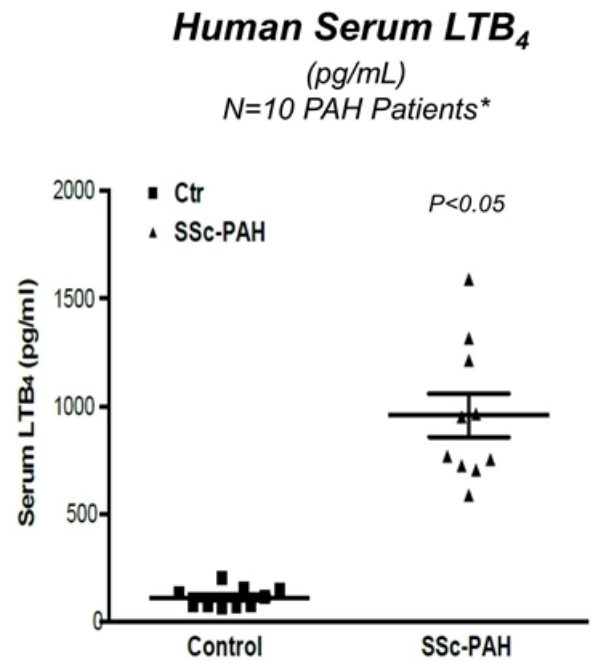 Human Serum LTB4
(pg/mL)
N=10 PAH Patients*
Ctr
SSc-PAH
P<0.05
Serum LTB4 (pg/ml)
2000
1500
1000
500
0
Control
SSc-PAH